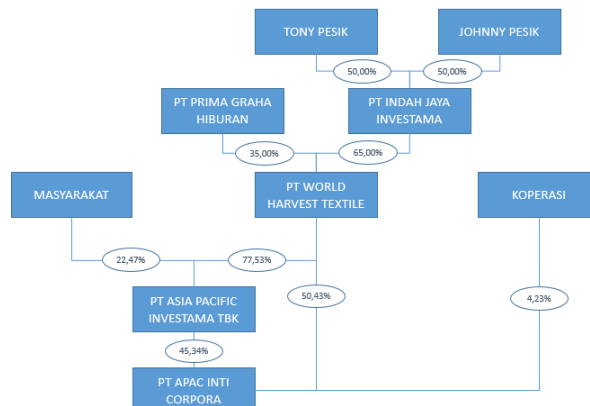 TONY PESIK
JOHNNY PESIK
50,00%
50,00%
PT PRIMA GRAHA
HIBURAN
PT INDAH JAYA
INVESTAMA
35,00%
65,00%
MASYARAKAT
PT WORLD
HARVEST TEXTILE
KOPERASI
22,47%
77,53%
50,43%
4,23%
PT ASIA PACIFIC
INVESTAMA TBK
45,34%
PT APAC INTI
CORPORA